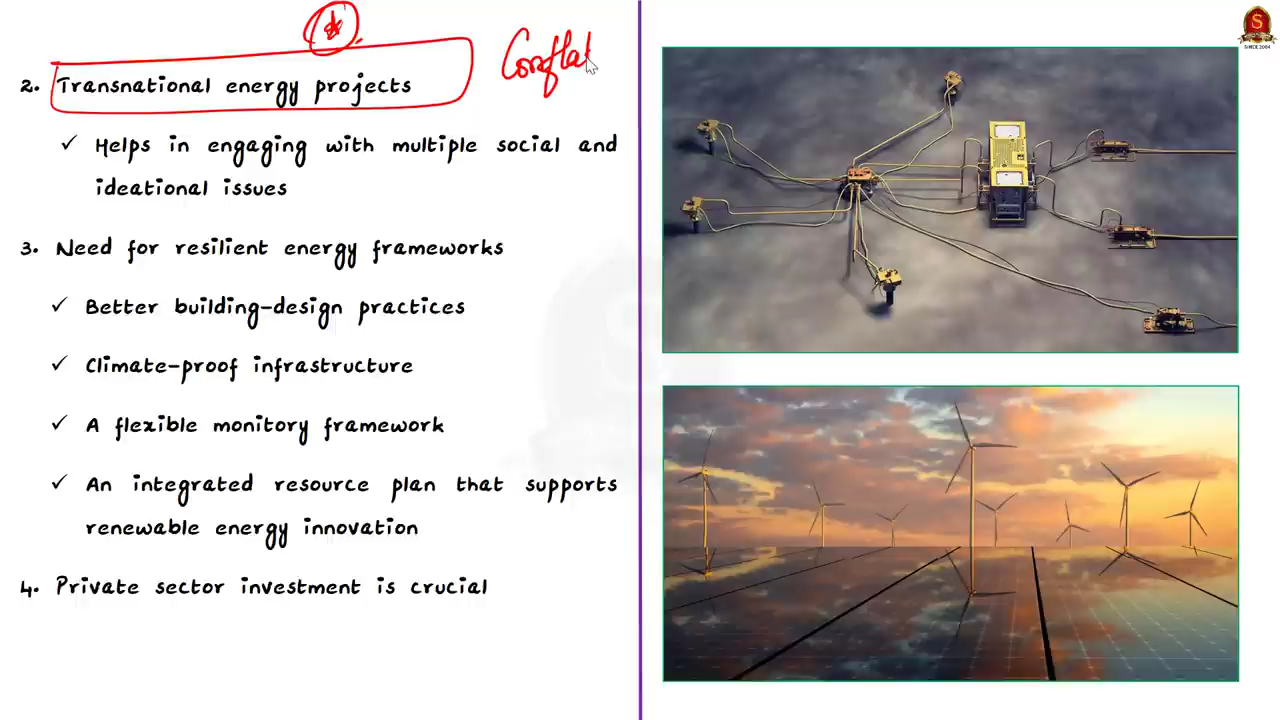 2. Transnational energy projects
✓ Helps in engaging with multiple social and
ideational issues
3. Need for resilient energy frameworks
✓ Better building-design practices
✓ Climate-proof infrastructure
✓ A flexible monitory framework
✓ An integrated resource plan that supports
renewable energy innovation
4. Private sector investment is crucial
S
SINCE 2004